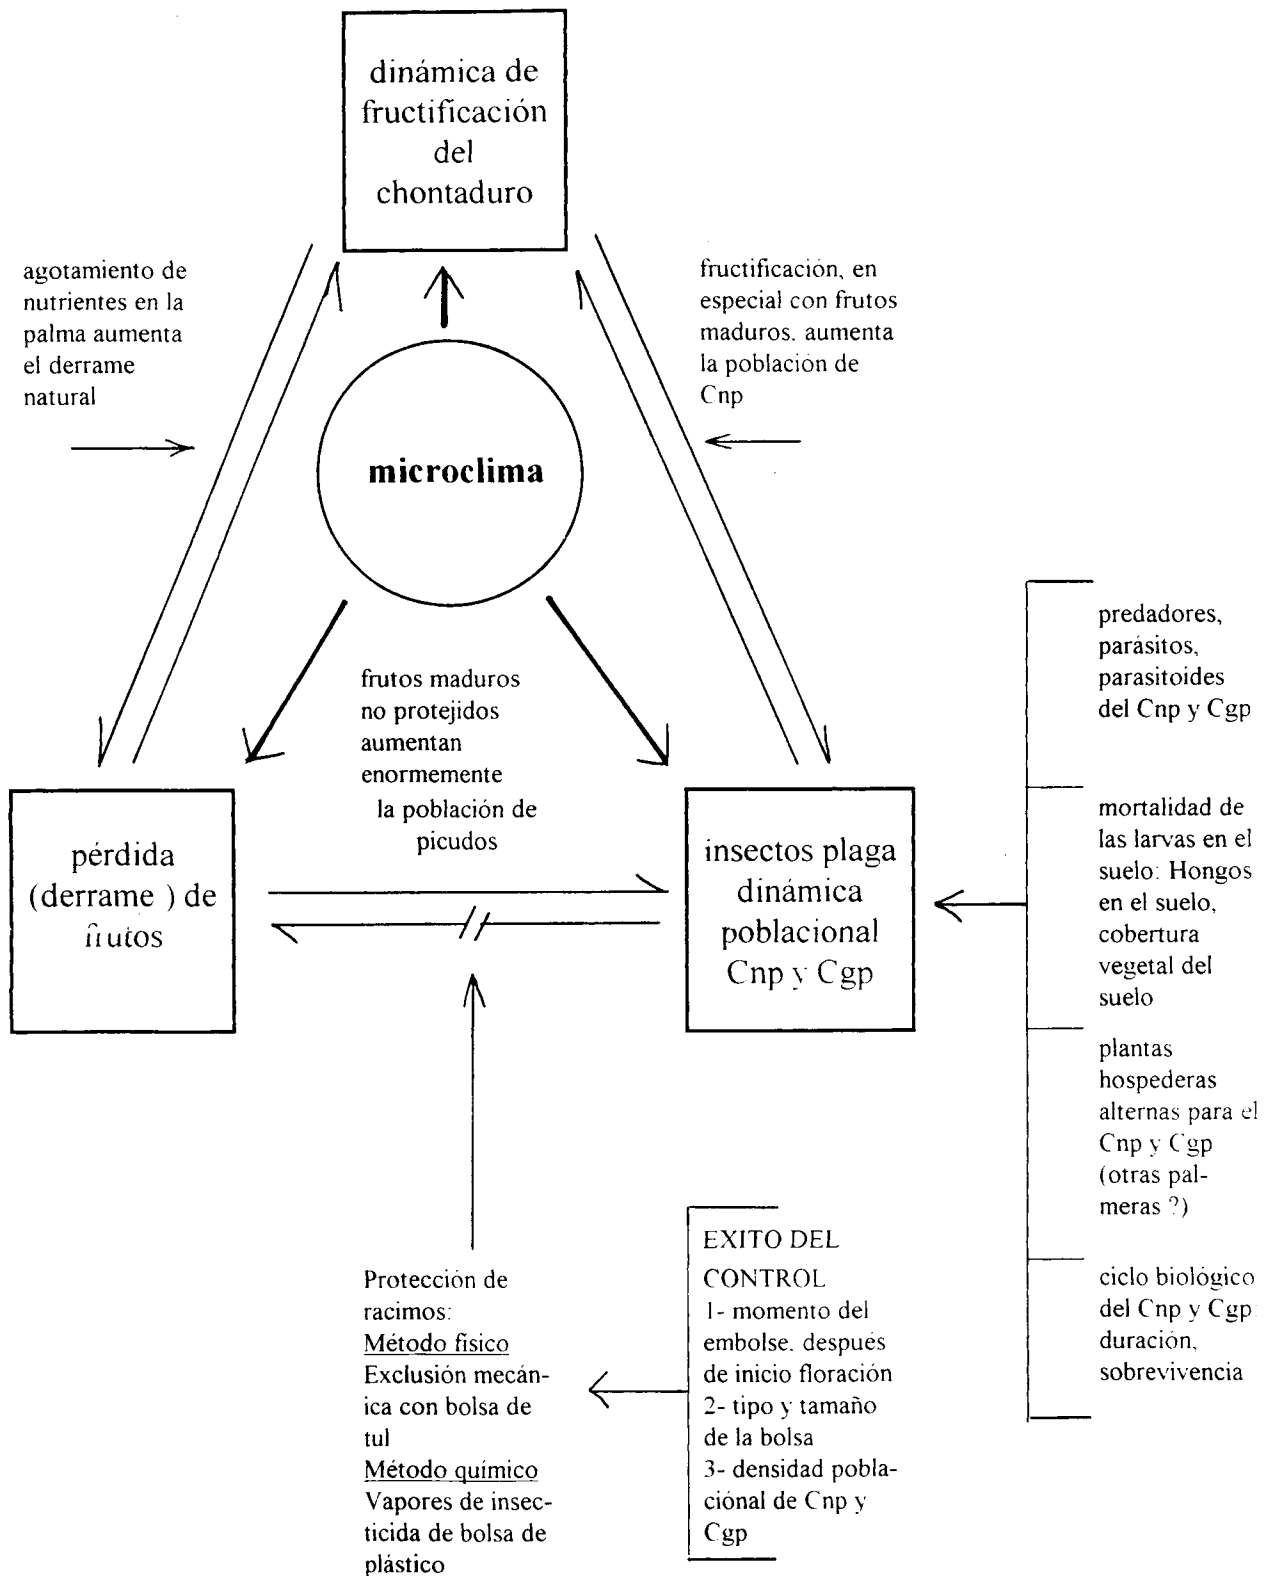 dinámica de
fructificación
del
chontaduro
agotamiento de
nutrientes en la
palma aumenta
el derrame
natural
fructificación, en
especial con frutos
maduros. aumenta
la población de
Cnp
microclima
frutos maduros
no protejidos
aumentan
enormemente
la población de
picudos
pérdida
(derrame ) de
frutos
insectos plaga
dinámica
poblacional
Cnp y Cgp
predadores,
parásitos,
parasitoides
del Cnp y Cgp
mortalidad de
las larvas en el
suelo: Hongos
en el suelo,
cobertura
vegetal del
suelo
plantas
hospederas
alternas para el
Cnp y Cgp
(otras pal-
meras ?)
ciclo biológico
del Cnp y Cgp:
duración,
sobrevivencia
Protección de
racimos:
Método físico
Exclusión mecán-
ica con bolsa de
tul
Método químico
Vapores de insec-
ticida de bolsa de
plástico
EXITO DEL
CONTROL
1- momento del
embolse. después
de inicio floración
2- tipo y tamaño
de la bolsa
3- densidad pobla-
ciónal de Cnp y
Cgp